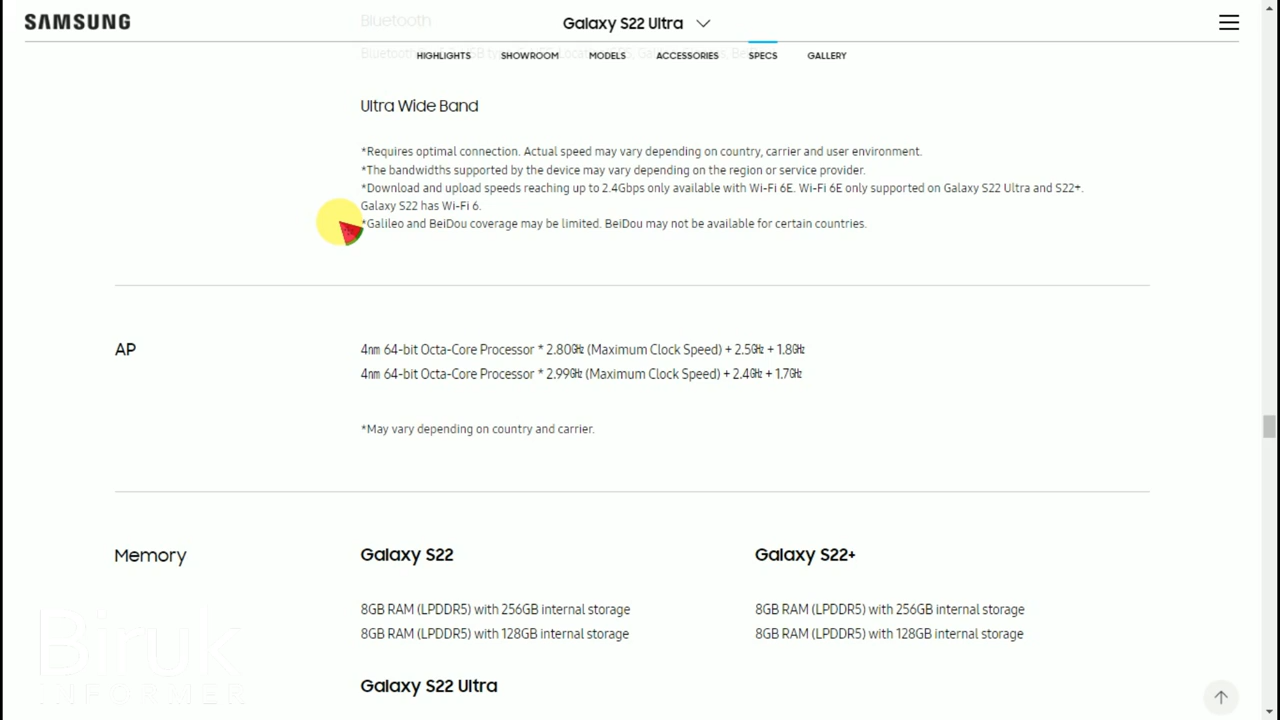 SAMSUNG
Bluetooth
Galaxy S22 Ultra
HIGHLIGHTS SHOWROOM MODELS ACCESSORIES SPECS GALLERY
Ultra Wide Band
*Requires optimal connection. Actual speed may vary depending on country, carrier and user environment.
*The bandwidths supported by the device may vary depending on the region or service provider.
*Download and upload speeds reaching up to 2.4Gbps only available with Wi-Fi 6E. Wi-Fi 6E only supported on Galaxy S22 Ultra and S22+.
Galaxy S22 has Wi-Fi 6.
*Galileo and BeiDou coverage may be limited. BeiDou may not be available for certain countries.
AP
4㎚ 64-bit Octa-Core Processor * 2.80㎓ (Maximum Clock Speed) + 2.5㎓ + 1.8㎓
4㎚ 64-bit Octa-Core Processor * 2.99㎓ (Maximum Clock Speed) + 2.4㎓ + 1.7㎓
*May vary depending on country and carrier.
Memory
Galaxy S22
Galaxy S22+
8GB RAM (LPDDR5) with 256GB internal storage
8GB RAM (LPDDR5) with 256GB internal storage
8GB RAM (LPDDR5) with 128GB internal storage
8GB RAM (LPDDR5) with 128GB internal storage
Biruk
INFORMER
Galaxy S22 Ultra